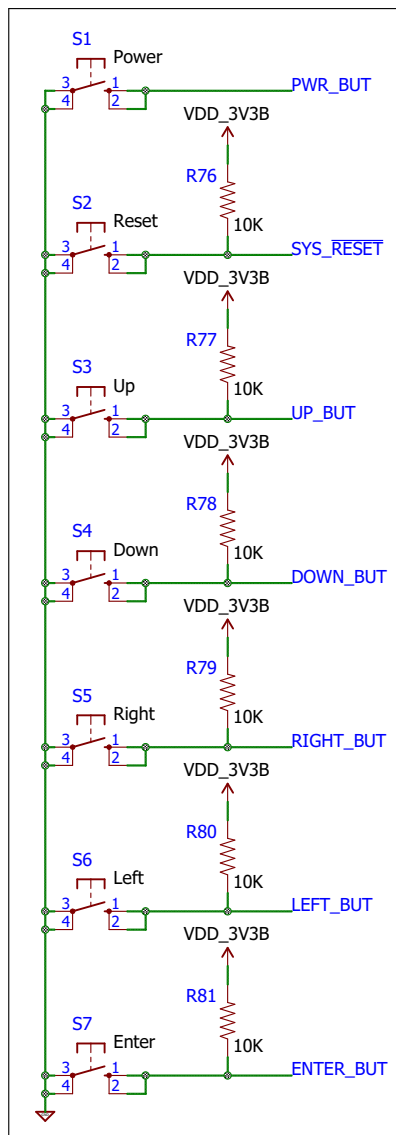 S1
Power
3 1 PWR_BUT
4 2
VDD_3V3B
R76
10K
S2
Reset
3 1 SYS_RESET
4 2
VDD_3V3B
R77
10K
S3
Up
3 1 UP_BUT
4 2
VDD_3V3B
R78
10K
S4
Down
3 1 DOWN_BUT
4 2
VDD_3V3B
R79
10K
S5
Right
3 1 RIGHT_BUT
4 2
VDD_3V3B
R80
10K
S6
Left
3 1 LEFT_BUT
4 2
VDD_3V3B
R81
10K
S7
Enter
3 1 ENTER_BUT
4 2